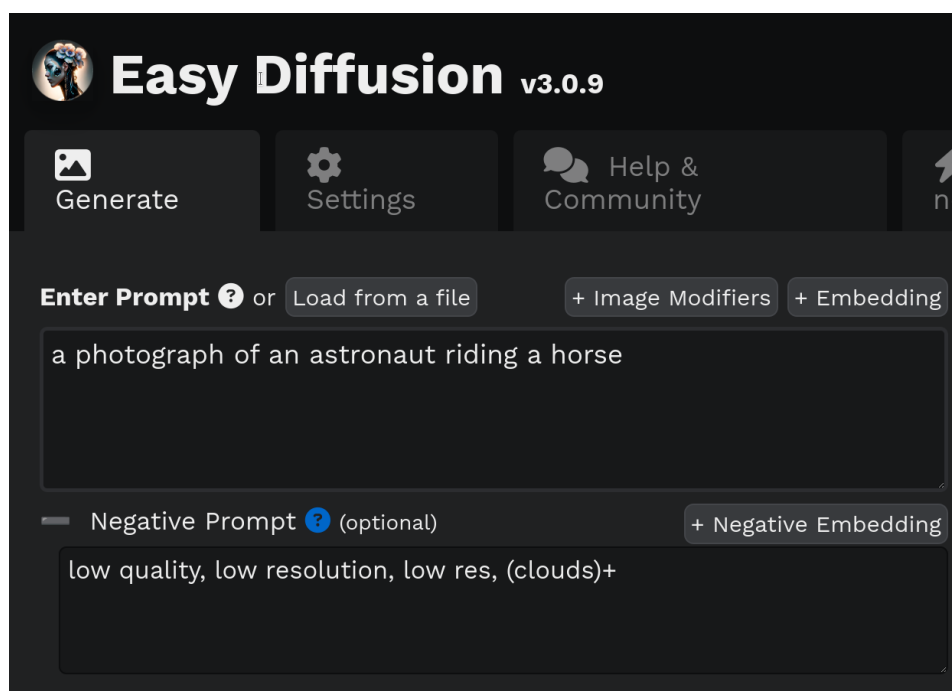 Easy Diffusion v3.0.9
Generate
Settings
Help &
Community
Enter Prompt ? or Load from a file + Image Modifiers + Embedding
a photograph of an astronaut riding a horse
Negative Prompt ? (optional) + Negative Embedding
low quality, low resolution, low res, (clouds)+